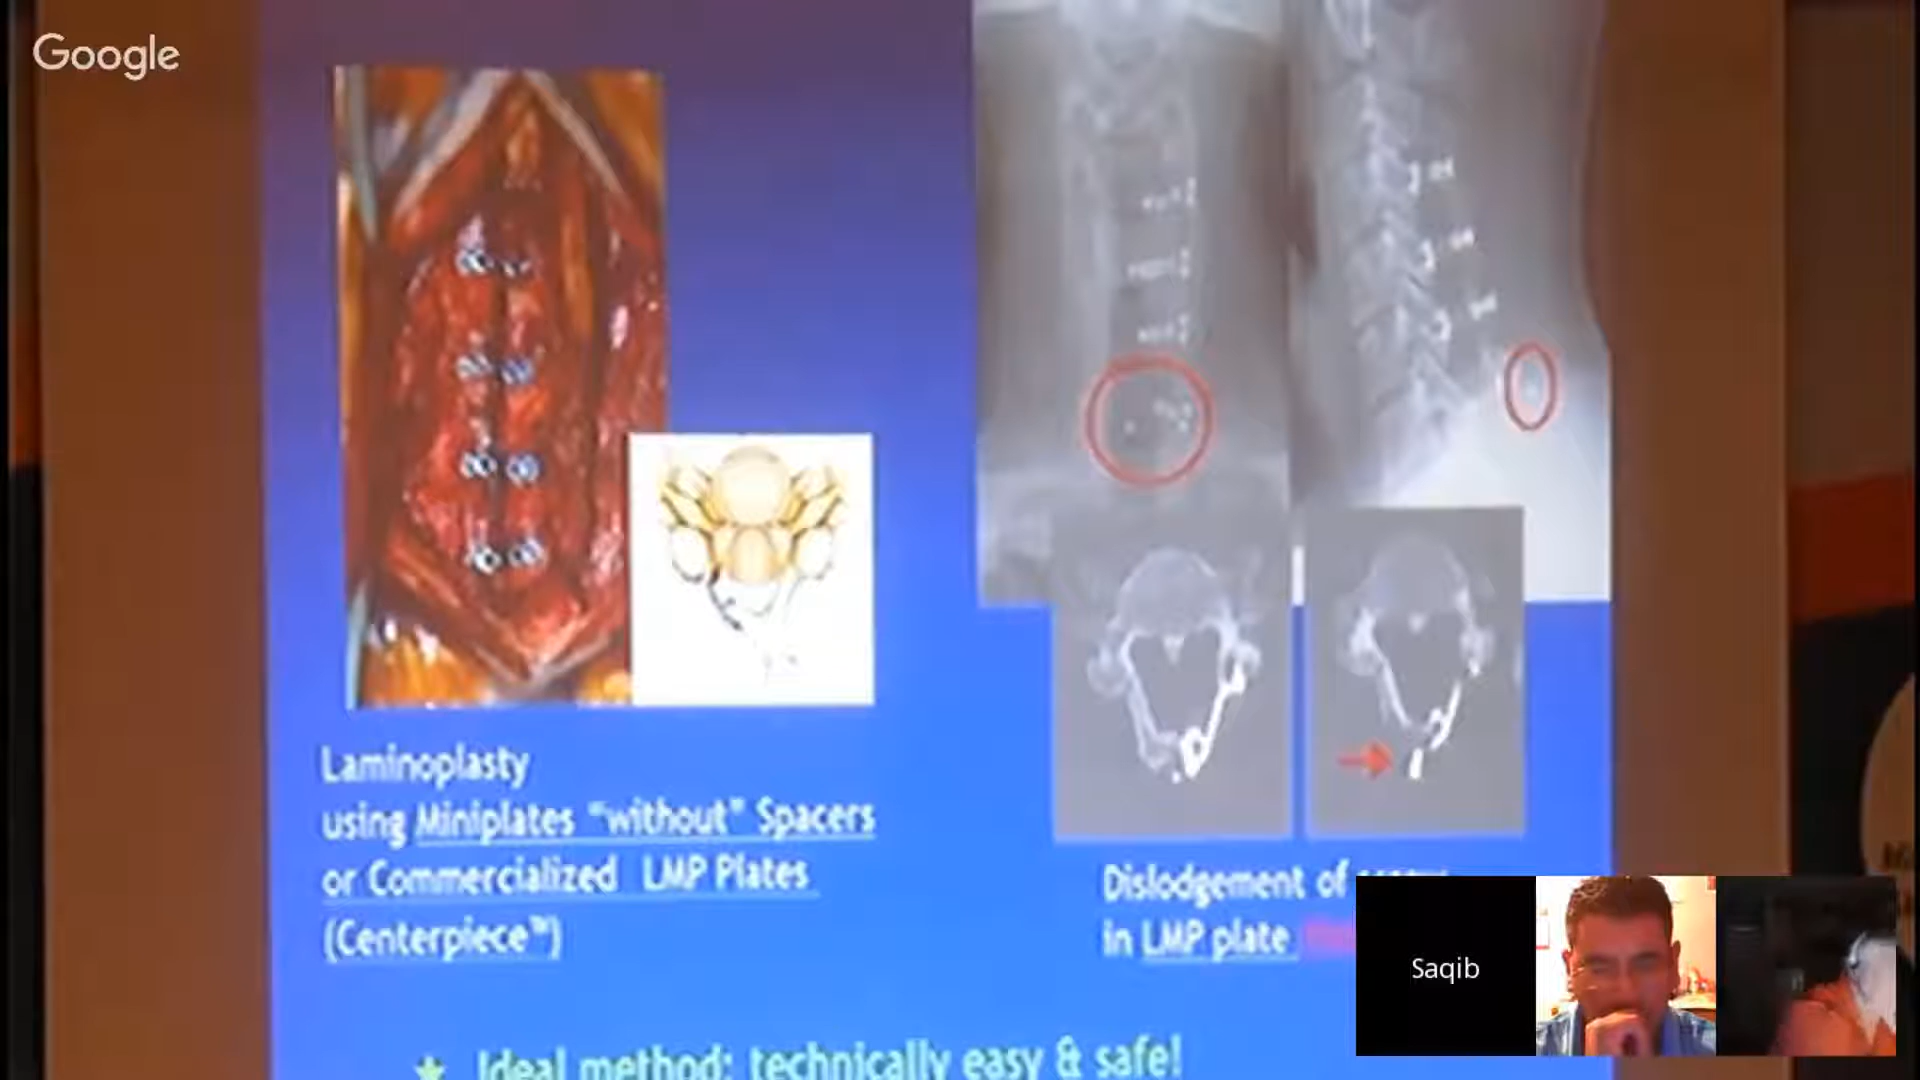 Google
Laminoplasty
using Miniplates "without" Spacers
or Commercialized LMP Plates
(Centerpiece™)
Dislodgement of
in LMP plate
Saqib
★ Ideal method: technically easy & safe!